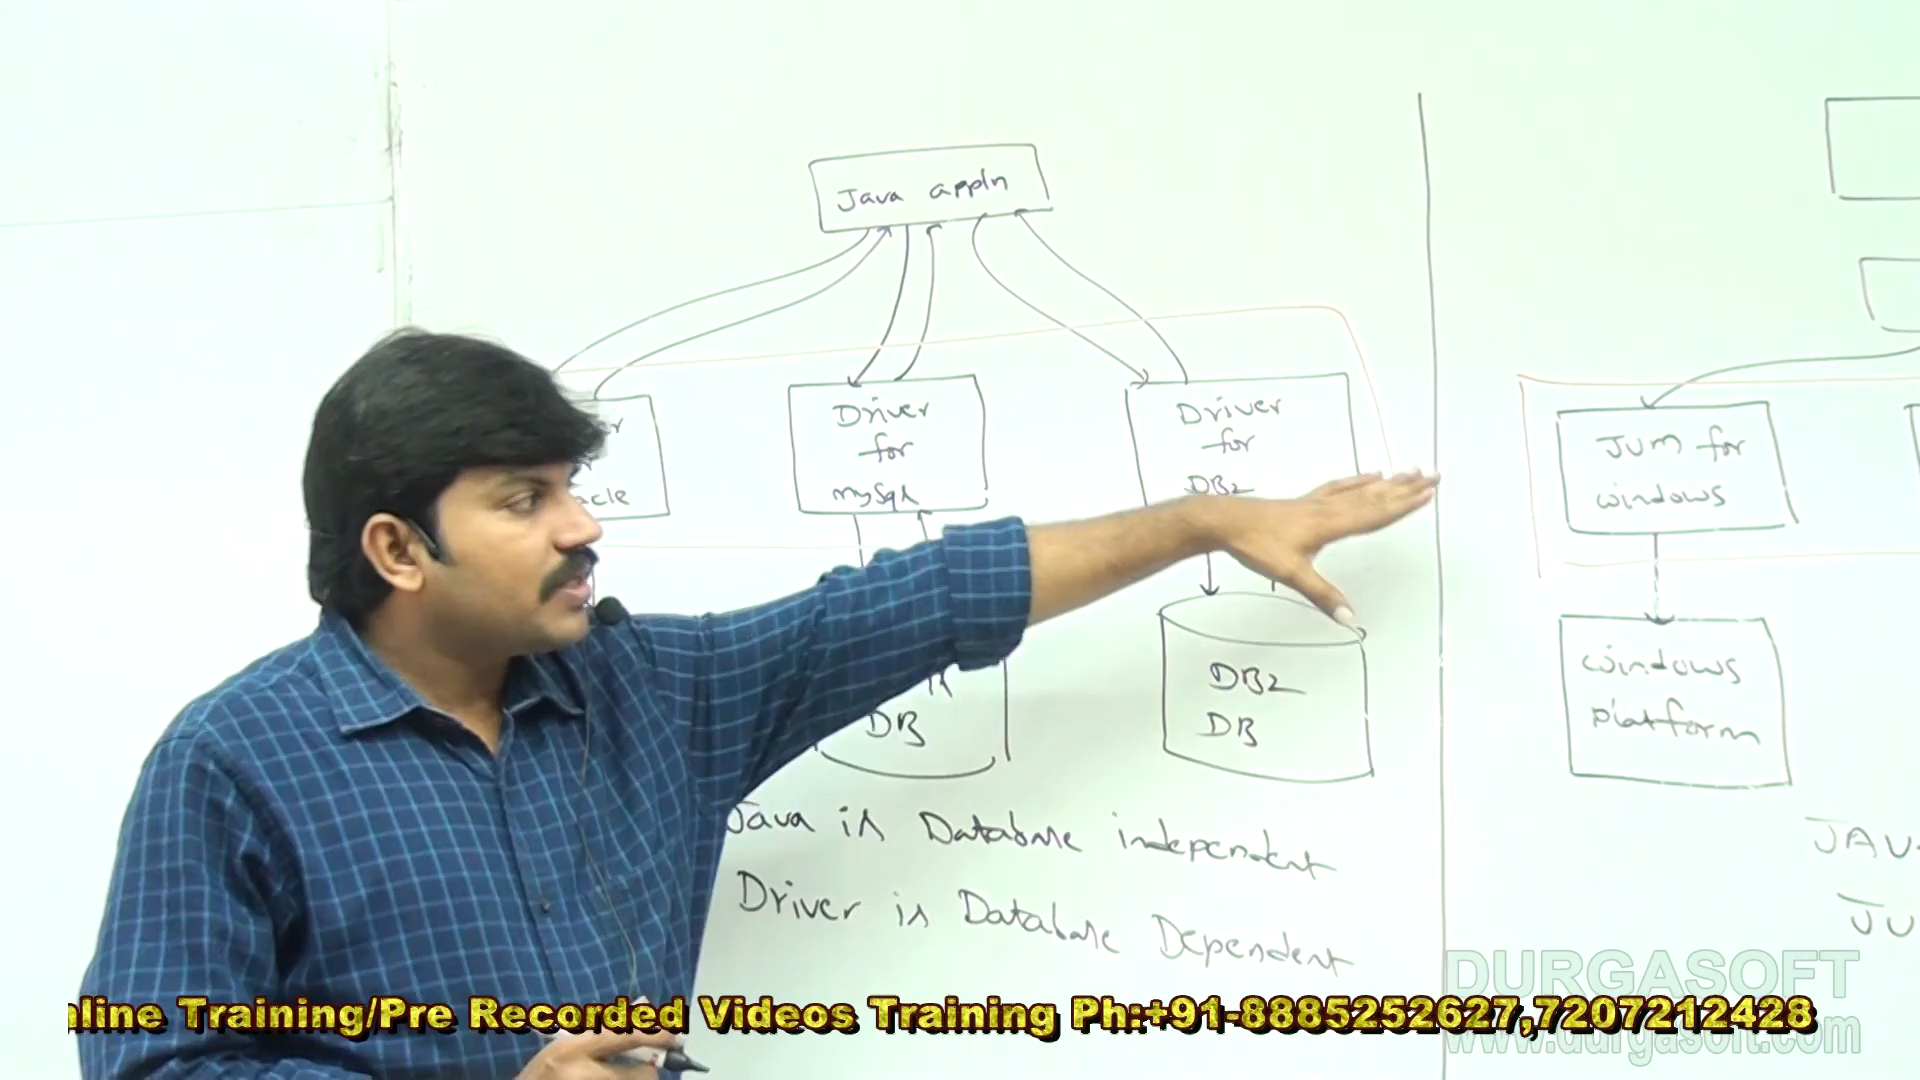 Java appln
Driver
for
mysql
Driver
for
DB2
DB
DB2
DB
Java is Database independent
Driver is Database Dependent
JVM for
windows
windows
platform
JAV
JV
DURGASOFT
www.durgasoft.com
nline Training/Pre Recorded Videos Training Ph:+91-8885252627,7207212428